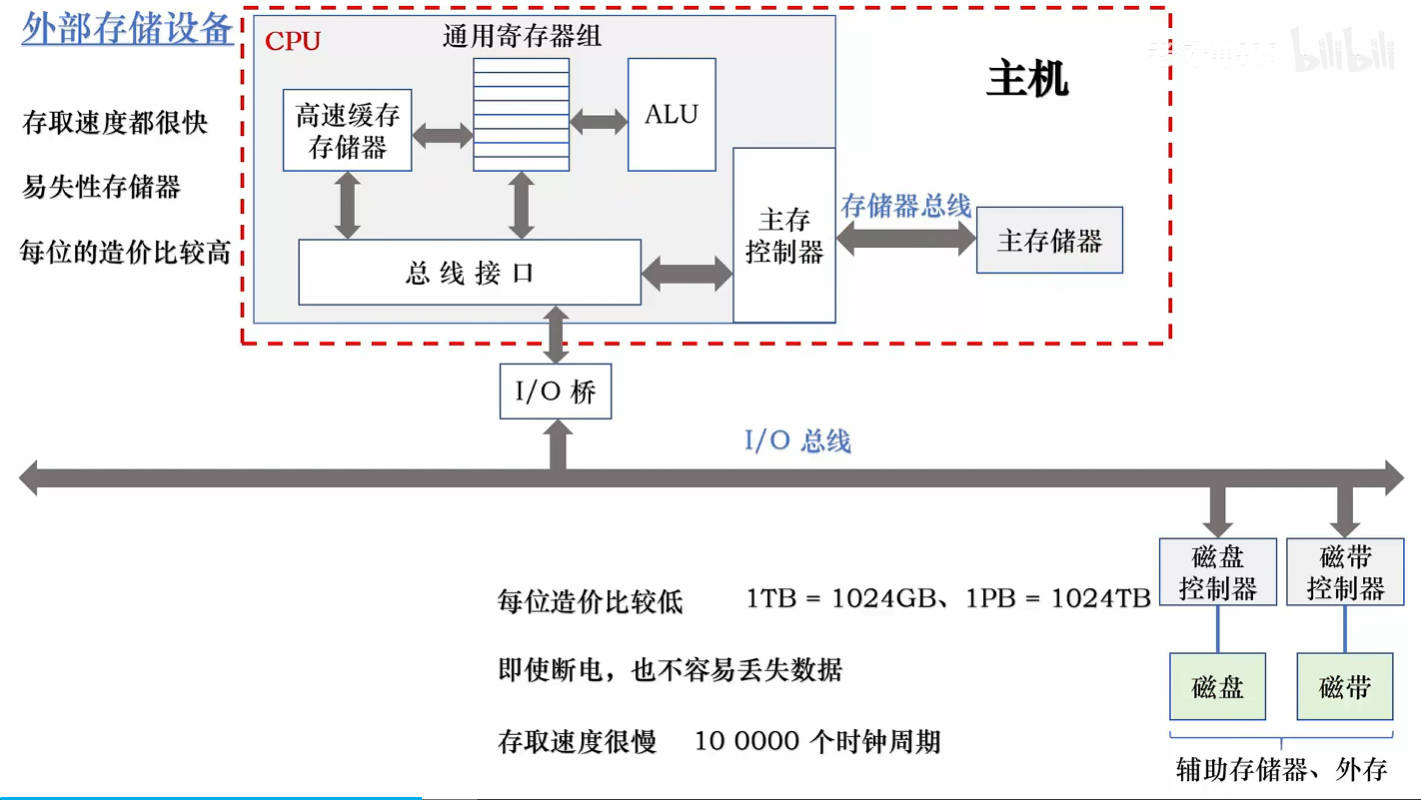 外部存储设备
CPU
通用寄存器组
主机
bilibili
存取速度都很快
高速缓存
存储器
ALU
易失性存储器
主存
控制器
存储器总线
主存储器
每位的造价比较高
总线接口
I/O 桥
I/O 总线
磁盘
控制器
磁带
控制器
每位造价比较低
1TB = 1024GB、1PB = 1024TB
即使断电，也不容易丢失数据
磁盘
磁带
存取速度很慢
10 0000 个时钟周期
辅助存储器、外存